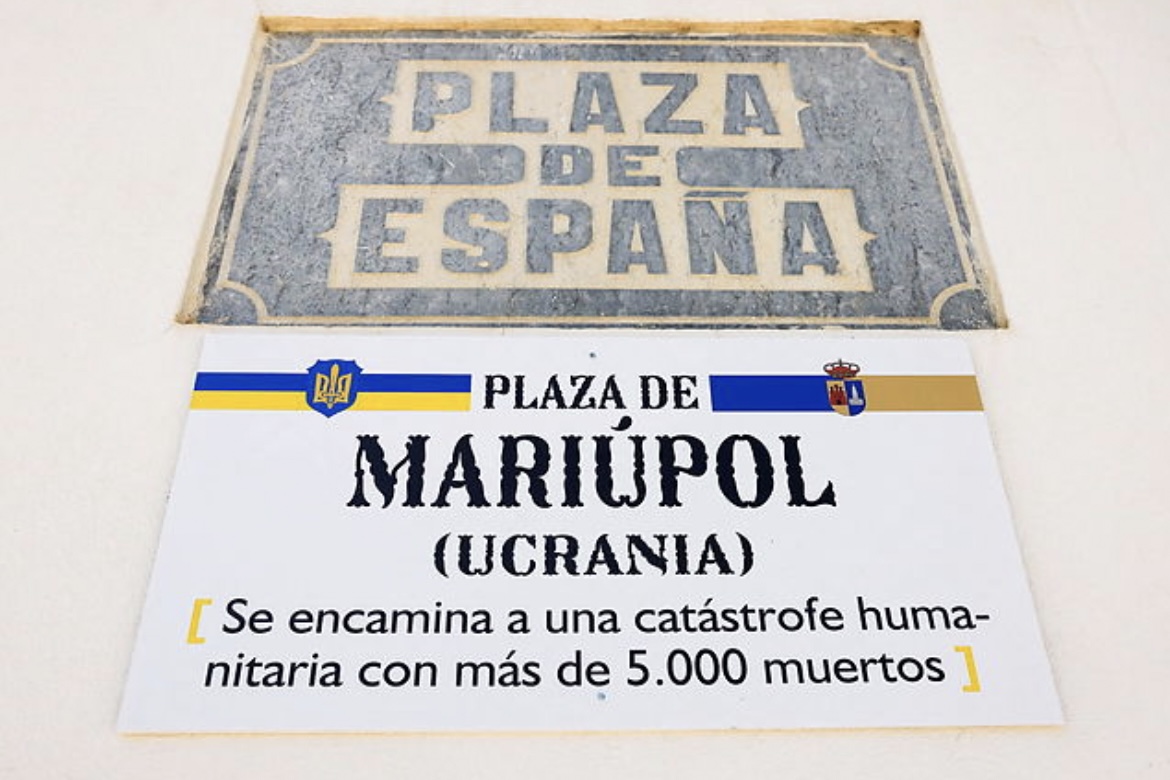 PLAZA
DE
ESPAÑA
PLAZA DE
MARIÚPOL
(UCRANIA)
[ Se encamina a una catástrofe huma-
nitaria con más de 5.000 muertos ]